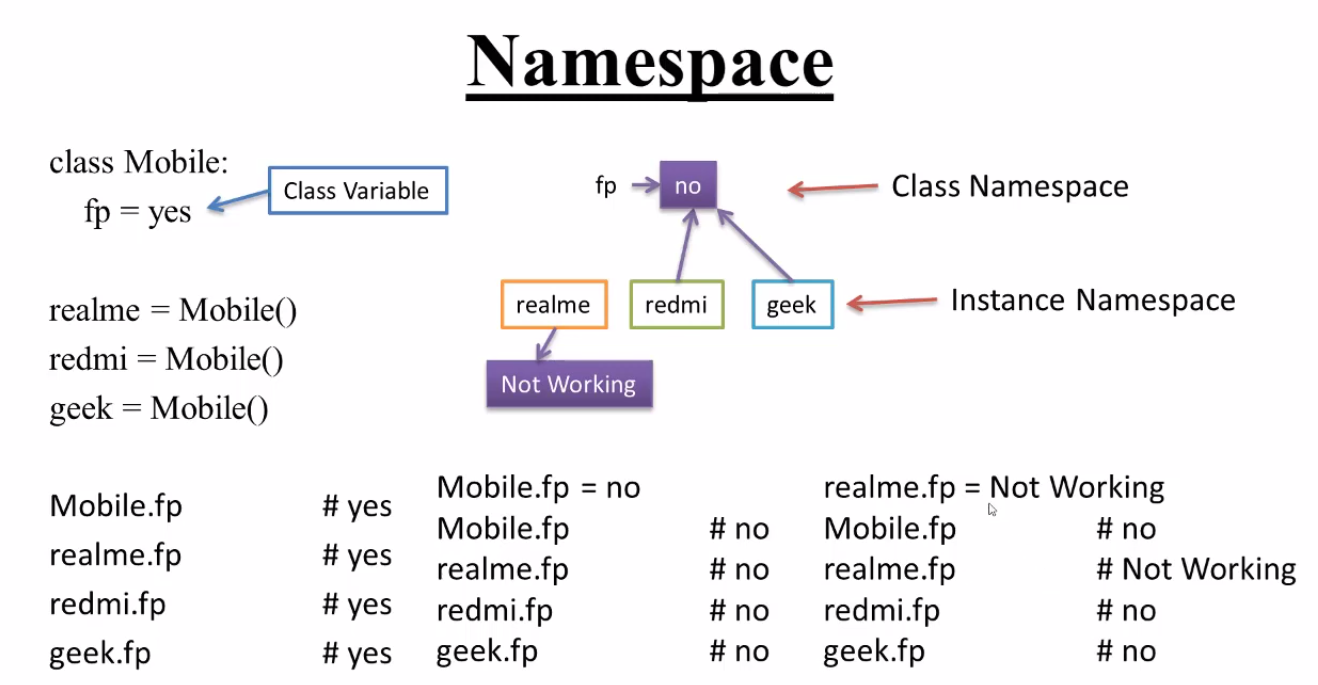 Namespace
class Mobile:
fp = yes
Class Variable
realme = Mobile()
redmi = Mobile()
geek = Mobile()
fp
no
Class Namespace
realme
redmi
geek
Instance Namespace
Not Working
Mobile.fp # yes
realme.fp # yes
redmi.fp # yes
geek.fp # yes
Mobile.fp = no
Mobile.fp # no
realme.fp # no
redmi.fp # no
geek.fp # no
realme.fp = Not Working
Mobile.fp # no
realme.fp # Not Working
redmi.fp # no
geek.fp # no